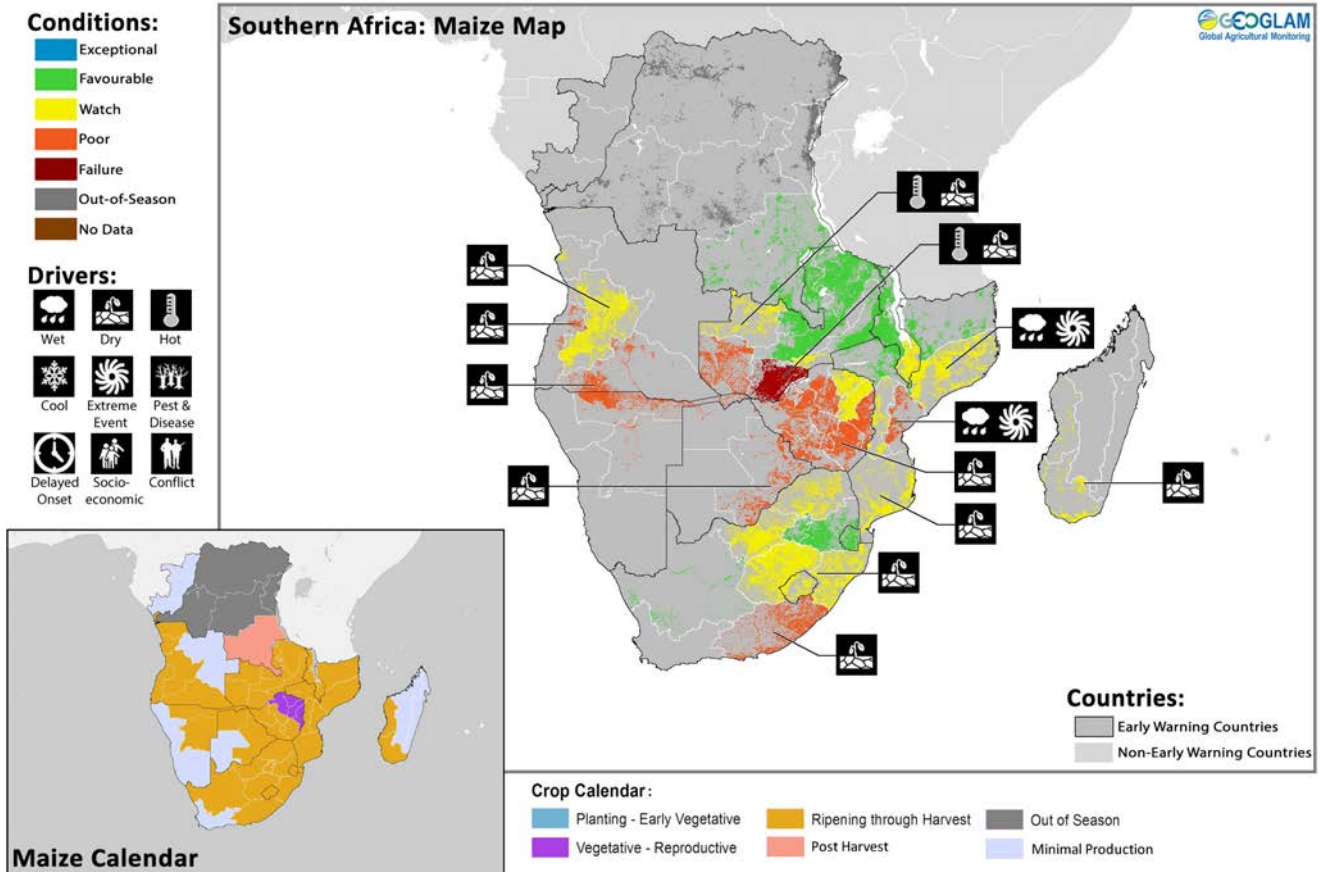 Conditions:
Exceptional
Favourable
Watch
Poor
Failure
Out-of-Season
No Data
Drivers:
Wet
Dry
Hot
Cool
Extreme
Event
Pest &
Disease
Delayed
Onset
Socio-
economic
Conflict
Southern Africa: Maize Map
GEOGLAM
Global Agricultural Monitoring
Countries:
Early Warning Countries
Non-Early Warning Countries
Maize Calendar
Crop Calendar:
Planting - Early Vegetative
Vegetative - Reproductive
Ripening through Harvest
Post Harvest
Out of Season
Minimal Production